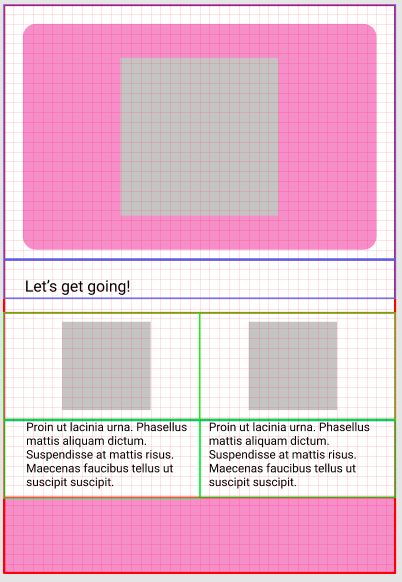 Let's get going!
Proin ut lacinia urna. Phasellus
mattis aliquam dictum.
Suspendisse at mattis risus.
Maecenas faucibus tellus ut
suscipit suscipit.
Proin ut lacinia urna. Phasellus
mattis aliquam dictum.
Suspendisse at mattis risus.
Maecenas faucibus tellus ut
suscipit suscipit.